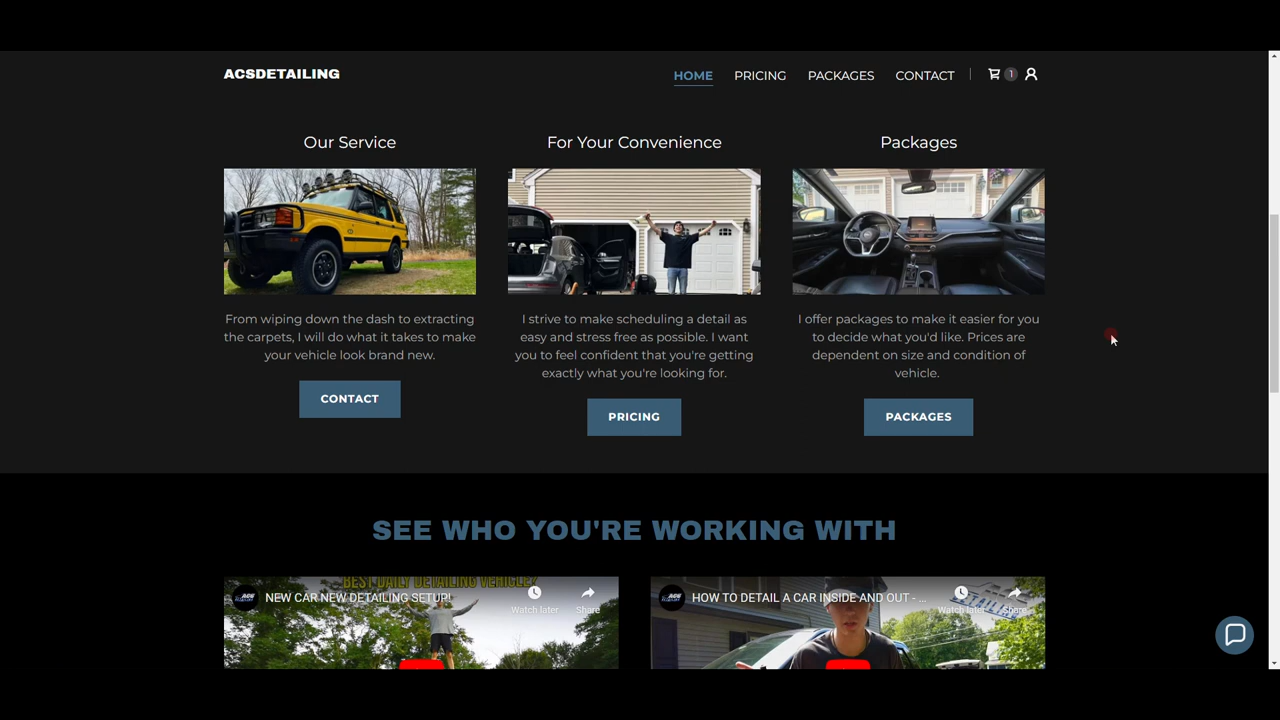 ACSDETAILING
HOME PRICING PACKAGES CONTACT 1
Our Service
For Your Convenience
Packages
From wiping down the dash to extracting
the carpets, I will do what it takes to make
your vehicle look brand new.
CONTACT
I strive to make scheduling a detail as
easy and stress free as possible. I want
you to feel confident that you're getting
exactly what you're looking for.
PRICING
I offer packages to make it easier for you
to decide what you'd like. Prices are
dependent on size and condition of
vehicle.
PACKAGES
SEE WHO YOU'RE WORKING WITH
BEST DAILY DETAILING VEHICLE?
NEW CAR NEW DETAILING SETUP!
Watch later
Share
HOW TO DETAIL A CAR INSIDE AND OUT - ...
Watch later
Share